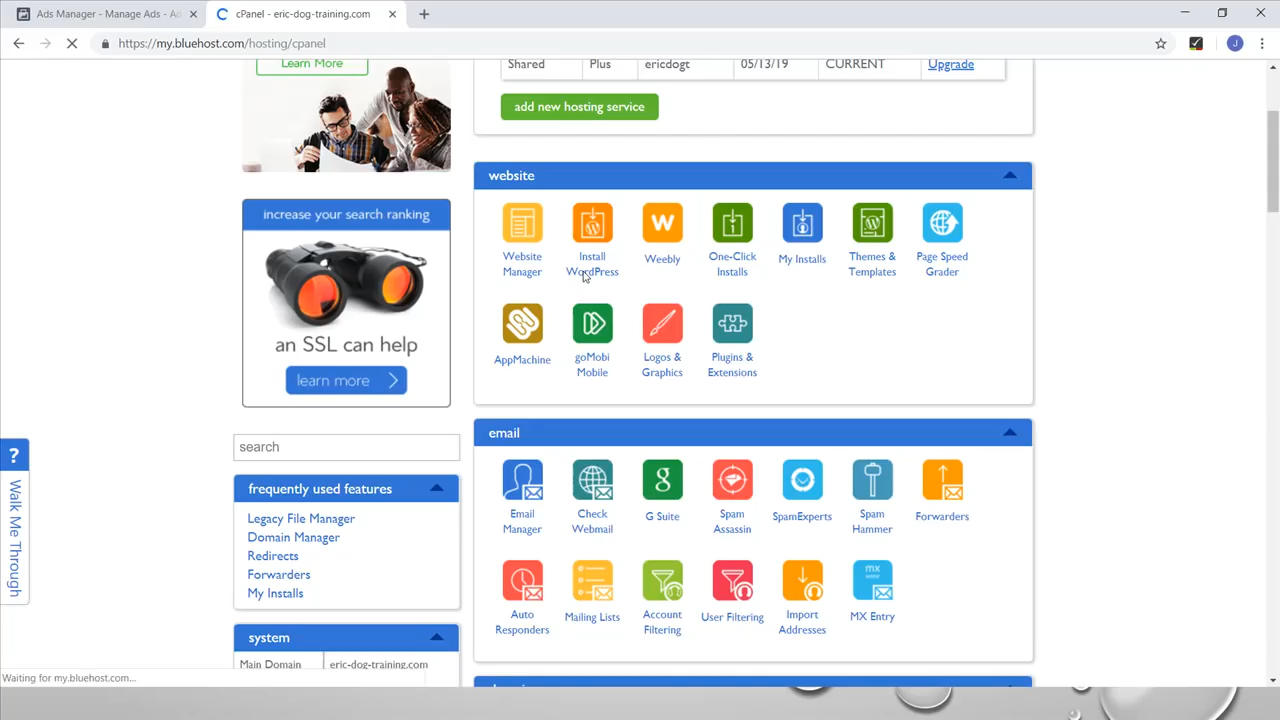 Ads Manager - Manage Ads - Ads
cPanel - eric-dog-training.com
J
https://my.bluehost.com/hosting/cpanel
Learn More
Shared Plus ericdogt 05/13/19 CURRENT Upgrade
add new hosting service
website
Website Manager
Install WordPress
W
Weebly
One-Click Installs
My Installs
Themes & Templates
Page Speed Grader
AppMachine
goMobi Mobile
Logos & Graphics
Plugins & Extensions
increase your search ranking
an SSL can help
learn more
email
Email Manager
Check Webmail
g
G Suite
Spam Assassin
SpamExperts
Spam Hammer
Forwarders
Auto Responders
Mailing Lists
Account Filtering
User Filtering
Import Addresses
MX
MX Entry
search
frequently used features
Legacy File Manager
Domain Manager
Redirects
Forwarders
My Installs
system
Main Domain eric-dog-training.com
?
Walk Me Through
Waiting for my.bluehost.com...